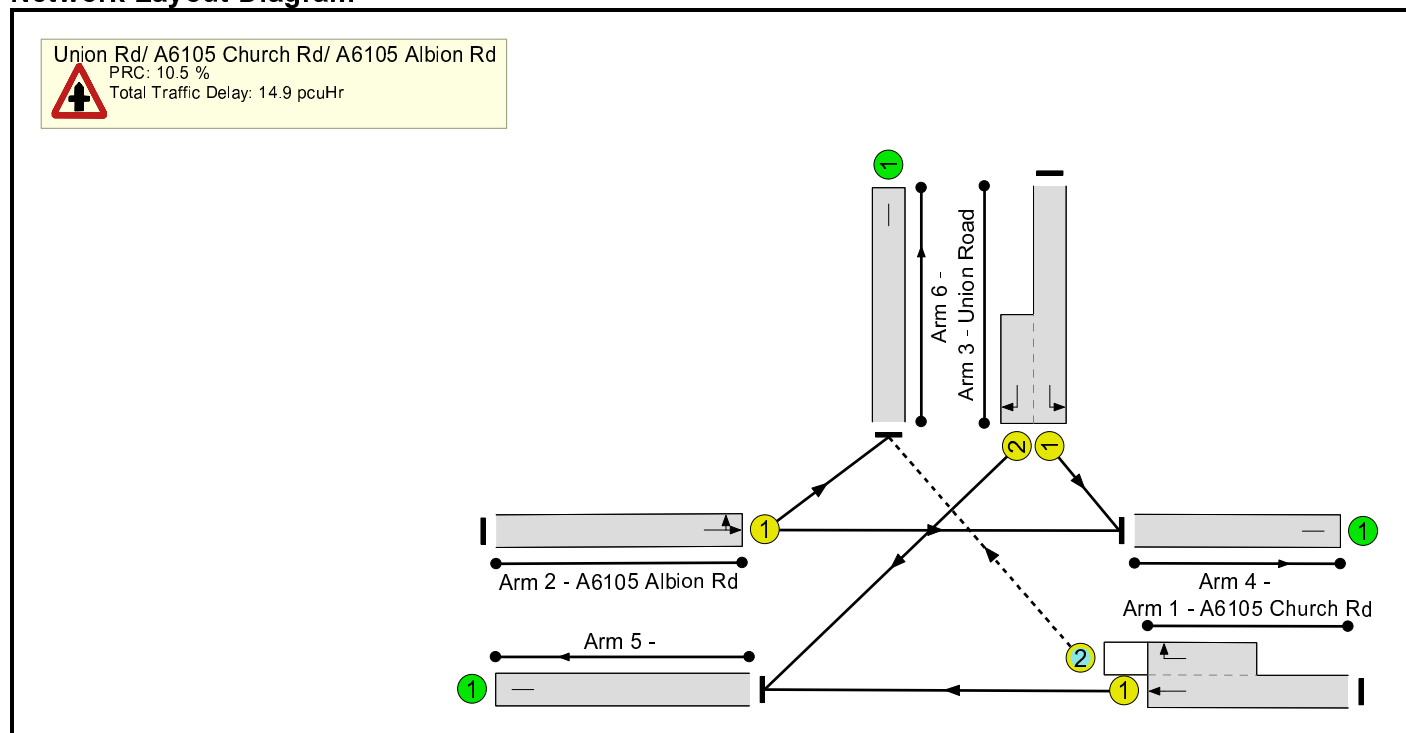 Network Layout Diagram
Union Rd/ A6105 Church Rd/ A6105 Albion Rd
PRC: 10.5 %
Total Traffic Delay: 14.9 pcuHr
1
Arm 6 -
Arm 3 - Union Road
2
1
1
1
Arm 2 - A6105 Albion Rd
Arm 4 -
Arm 1 - A6105 Church Rd
Arm 5 -
2
1
1